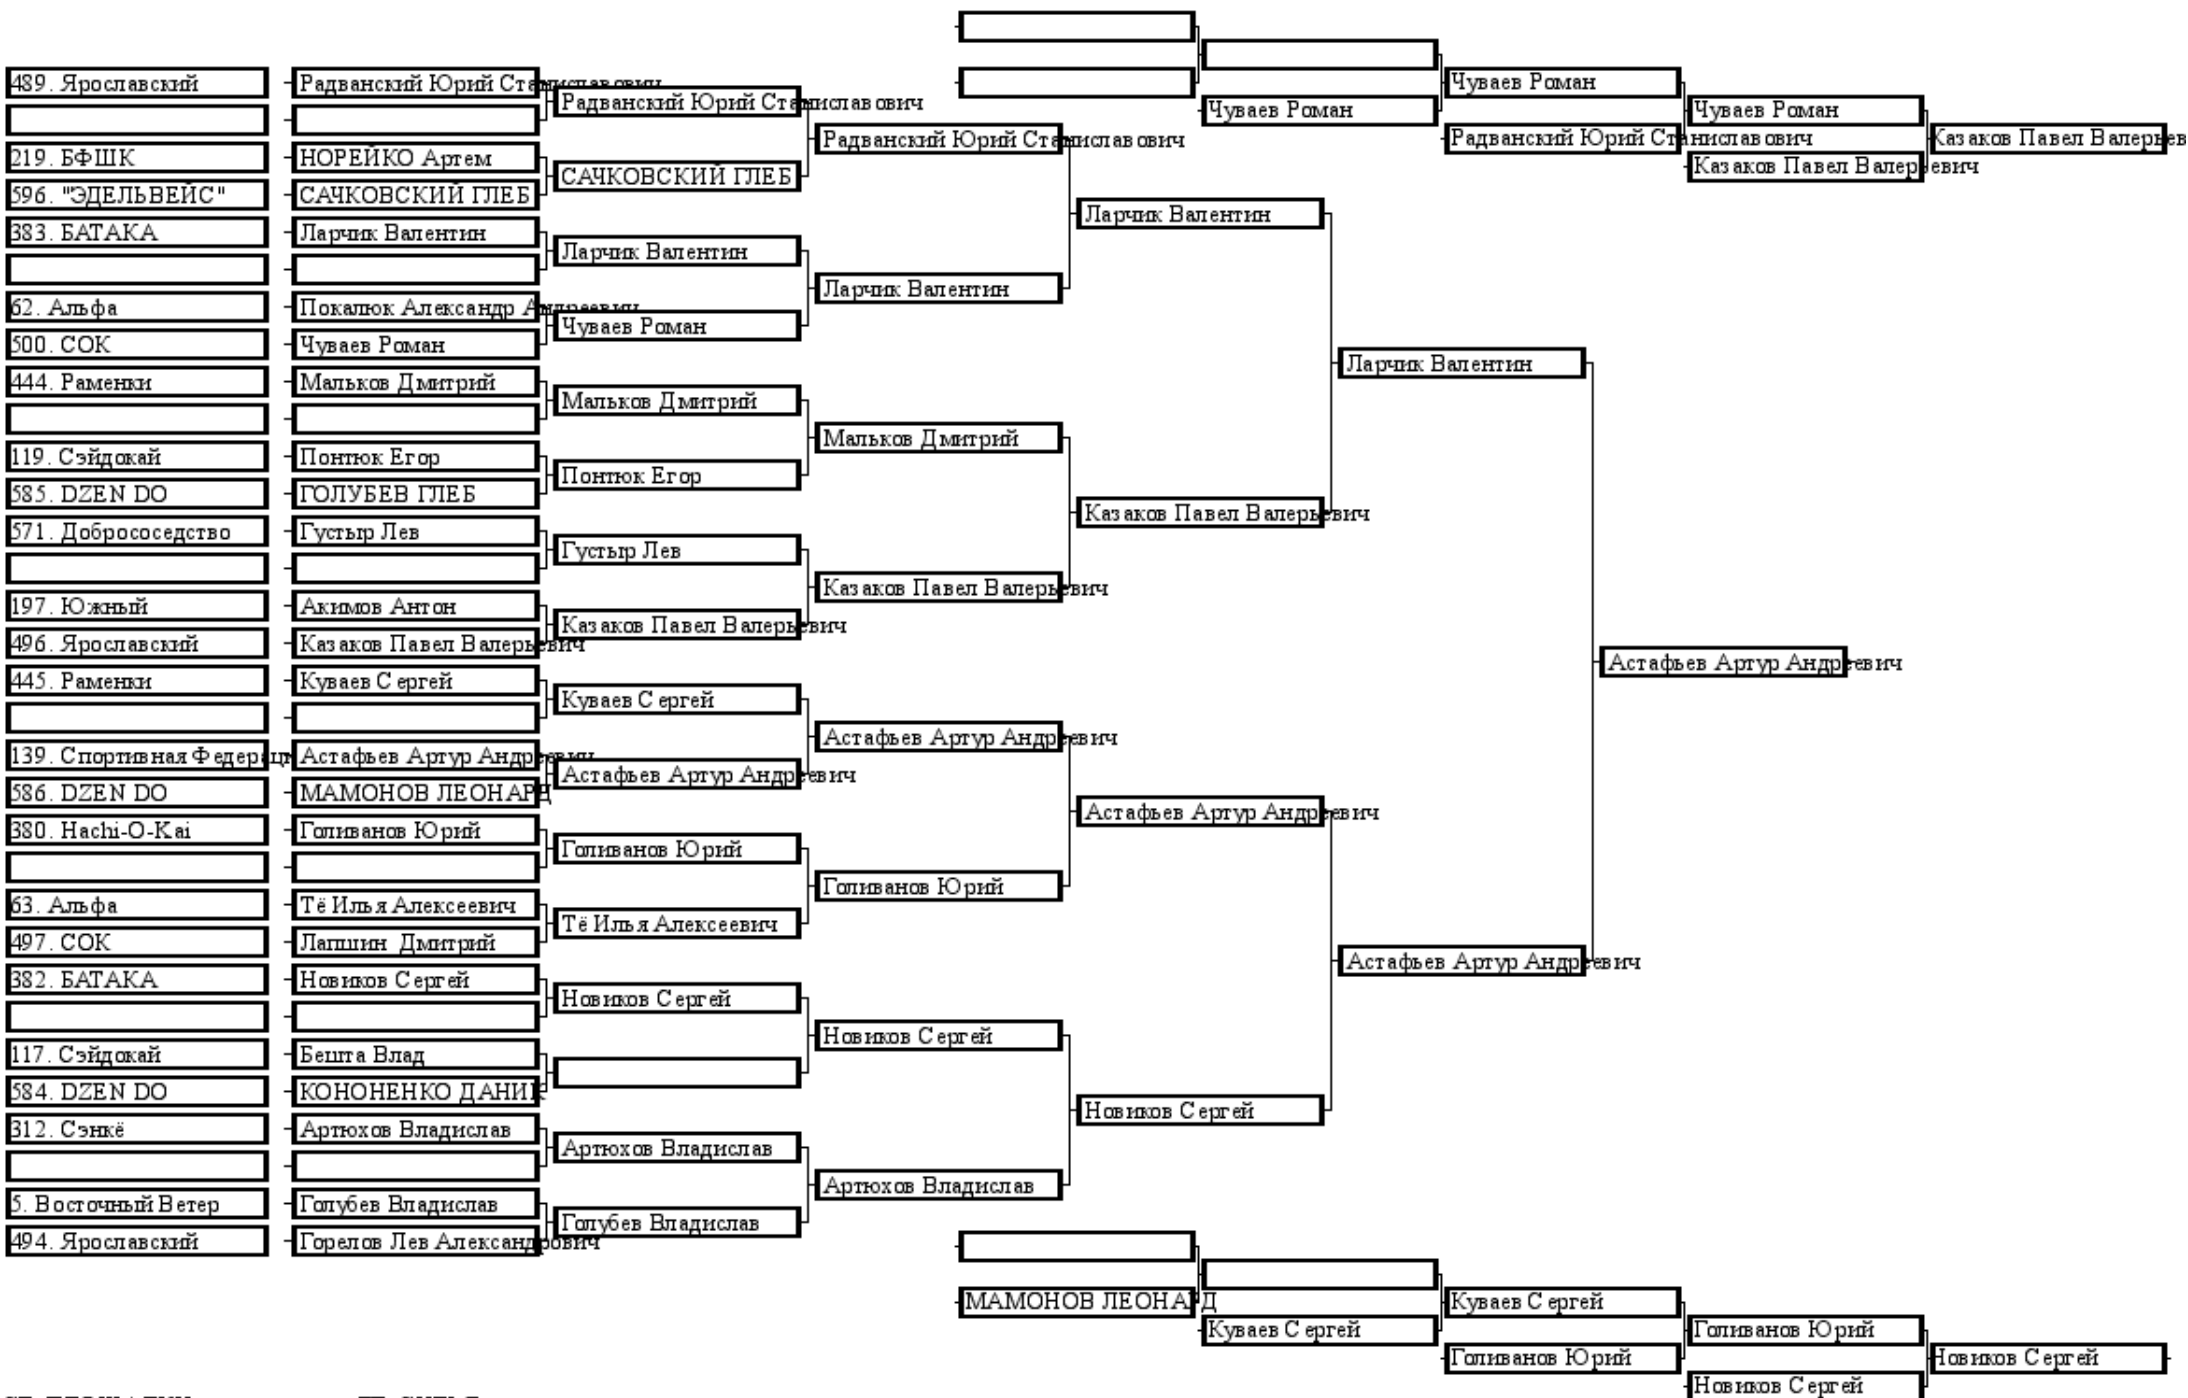 489. Ярославский
Радванский Юрий Станиславович
219. БФШК
НОРЕЙКО Артем
596. "ЭДЕЛЬВЕЙС"
САЧКОВСКИЙ ГЛЕБ
383. БАТАКА
Ларчик Валентин
62. Альфа
Покалюк Александр Андреевич
500. СОК
Чуваев Роман
444. Раменки
Мальков Дмитрий
119. Сэйдокай
Понтюк Егор
585. DZEN DO
ГОЛУБЕВ ГЛЕБ
571. Добрососедство
Густыр Лев
197. Южный
Акимов Антон
496. Ярославский
Казаков Павел Валерьевич
445. Раменки
Куваев Сергей
139. Спортивная Федераци
Астафьев Артур Андреевич
586. DZEN DO
МАМОНОВ ЛЕОНАРД
380. Hachi-O-Kai
Голиванов Юрий
63. Альфа
Тё Илья Алексеевич
497. СОК
Лапшин Дмитрий
382. БАТАКА
Новиков Сергей
117. Сэйдокай
Бешта Влад
584. DZEN DO
КОНОНЕНКО ДАНИК
312. Сэнкё
Артюхов Владислав
5. Восточный Ветер
Голубев Владислав
494. Ярославский
Горелов Лев Александрович
Радванский Юрий Станиславович
САЧКОВСКИЙ ГЛЕБ
Ларчик Валентин
Чуваев Роман
Мальков Дмитрий
Понтюк Егор
Густыр Лев
Казаков Павел Валерьевич
Куваев Сергей
Астафьев Артур Андреевич
Голиванов Юрий
Тё Илья Алексеевич
Новиков Сергей
Артюхов Владислав
Голубев Владислав
Радванский Юрий Станиславович
Ларчик Валентин
Мальков Дмитрий
Казаков Павел Валерьевич
Астафьев Артур Андреевич
Голиванов Юрий
Новиков Сергей
Артюхов Владислав
Ларчик Валентин
Казаков Павел Валерьевич
Астафьев Артур Андреевич
Новиков Сергей
Ларчик Валентин
Астафьев Артур Андреевич
Астафьев Артур Андреевич
Чуваев Роман
Чуваев Роман
Радванский Юрий Станиславович
Чуваев Роман
Казаков Павел Валерьевич
Казаков Павел Валерьев
МАМОНОВ ЛЕОНАРД
Куваев Сергей
Куваев Сергей
Голиванов Юрий
Голиванов Юрий
Новиков Сергей
Новиков Сергей